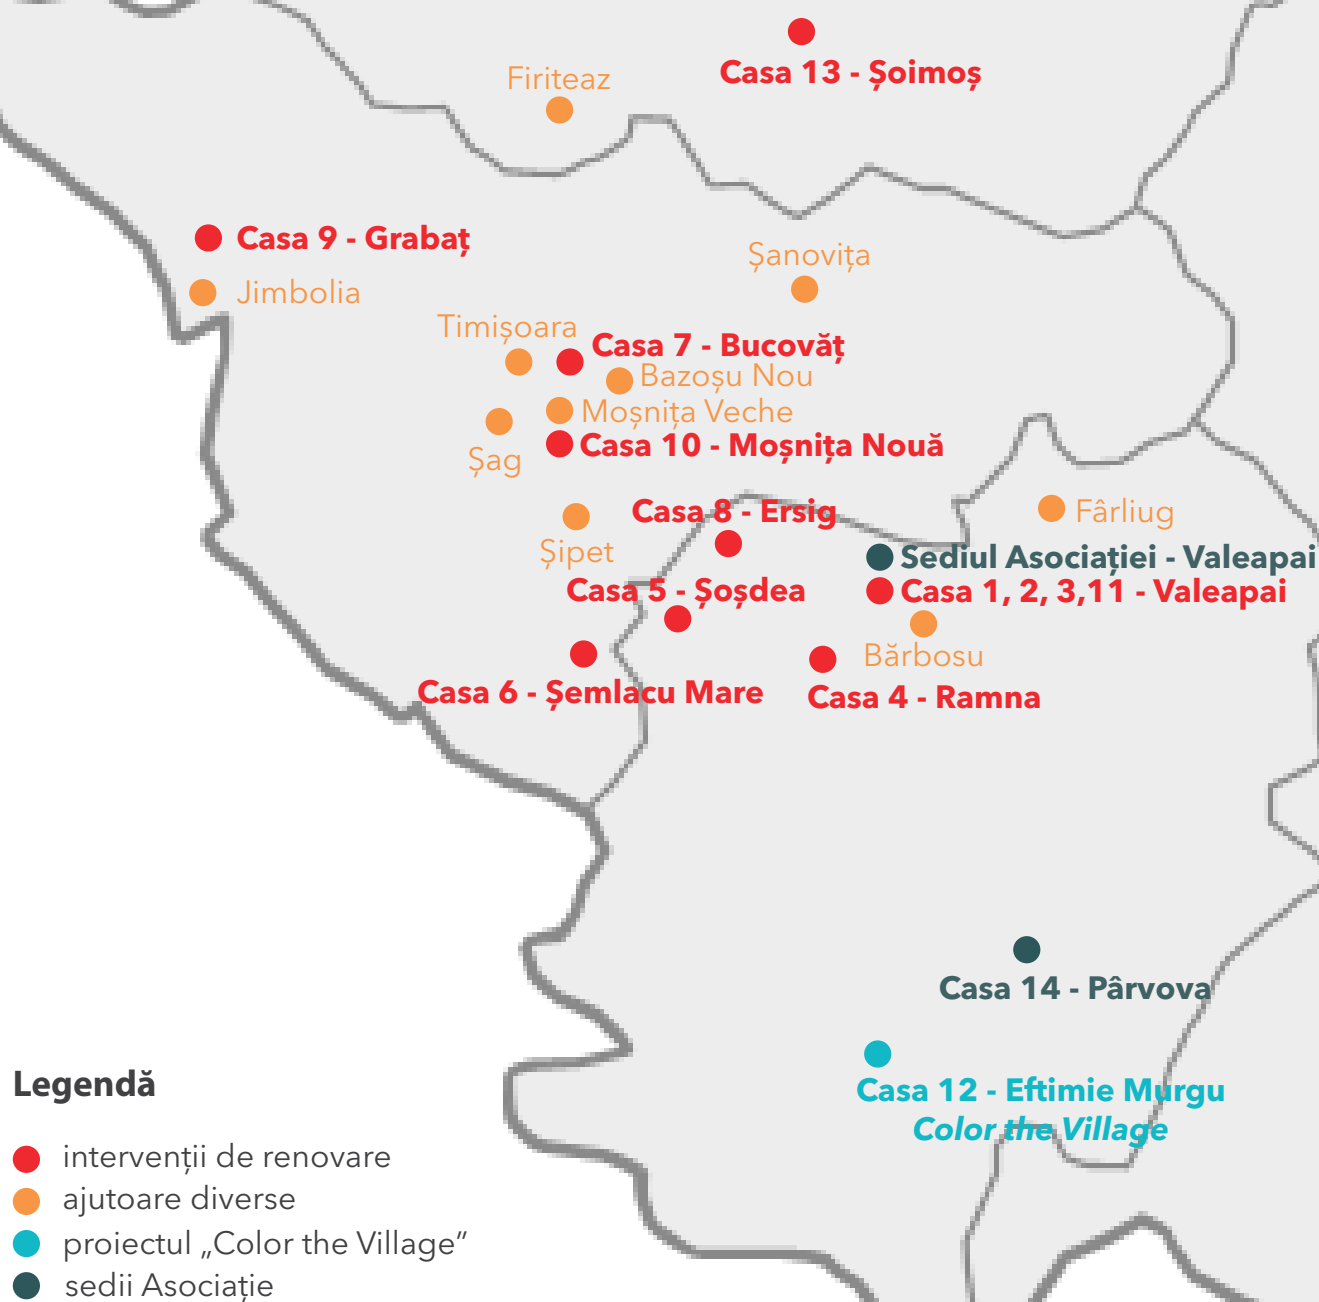 Casa 13 - Șoimoș
Firiteaz
Casa 9 - Grabaț
Șanovița
Jimbolia
Timișoara
Casa 7 - Bucovăț
Bazoșu Nou
Moșnița Veche
Casa 10 - Moșnița Nouă
Șag
Casa 8 - Ersig
Fârliug
Șipet
Sediul Asociației - Valeapai
Casa 5 - Șoșdea
Casa 1, 2, 3,11 - Valeapai
Bărbosu
Casa 6 - Șemlacu Mare
Casa 4 - Ramna
Casa 14 - Pârvova
Casa 12 - Eftimie Murgu
Color the Village
Legendă
intervenții de renovare
ajutoare diverse
proiectul „Color the Village”
sedii Asociație